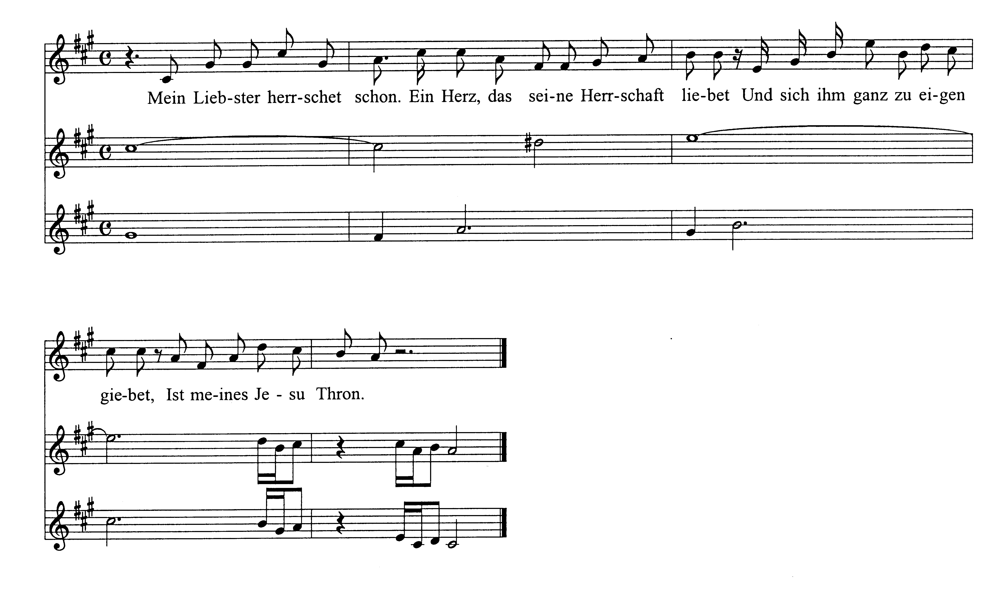 Mein Lieb-ster herr-schet schon. Ein Herz, das sei-ne Herr-schaft lie-bet Und sich ihm ganz zu ei-gen
gie-bet, Ist me-ines Je - su Thron.